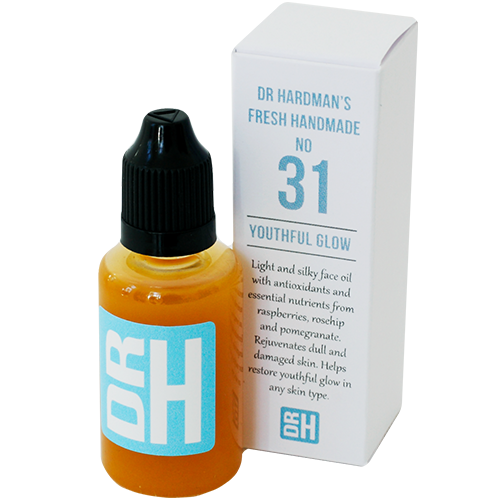 DR HARDMAN'S
FRESH HANDMADE
NO
31
YOUTHFUL GLOW
Light and silky face oil
with antioxidants and
essential nutrients from
raspberries, rosehip
and pomegranate.
Rejuvenates dull and
damaged skin. Helps
restore youthful glow in
any skin type.
DR H
DR H